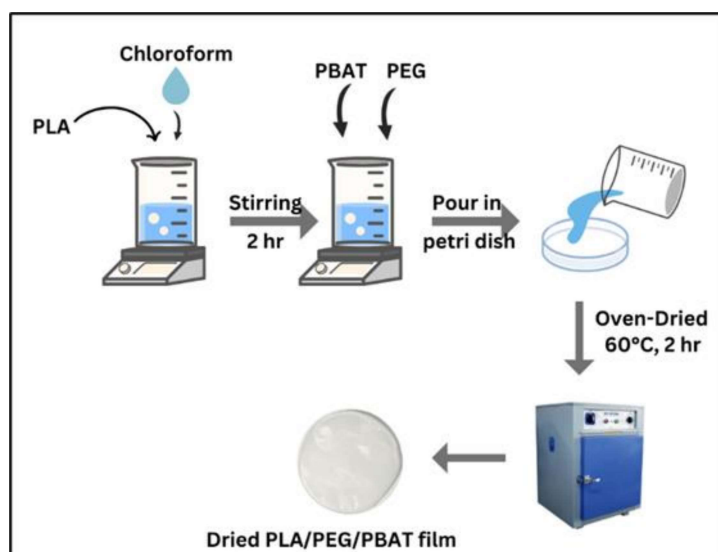 Chloroform
PLA
PBAT PEG
Stirring
2 hr
Pour in
petri dish
Oven-Dried
60°C, 2 hr
Dried PLA/PEG/PBAT film